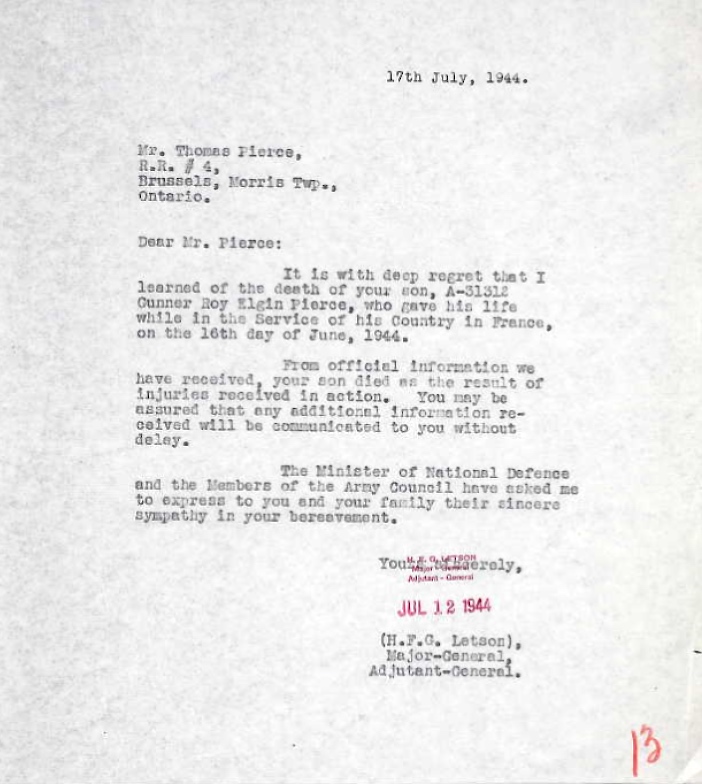 17th July, 1944.
Mr. Thomas Pierce,
R.R. # 4,
Brussels, Morris Twp.,
Ontario.
Dear Mr. Pierce:
It is with deep regret that I
learned of the death of your son, A-31312
Gunner Roy Elgin Pierce, who gave his life
while in the Service of his Country in France,
on the 16th day of June, 1944.
From official information we
have received, your son died as the result of
injuries received in action. You may be
assured that any additional information re-
ceived will be communicated to you without
delay.
The Minister of National Defence
and the Members of the Army Council have asked me
to express to you and your family their sincere
sympathy in your bereavement.
Yours sincerely,
H. F. G. LETSON
Major - General
Adjutant - General
JUL 12 1944
(H.F.G. Letson),
Major-General,
Adjutant-General.
13